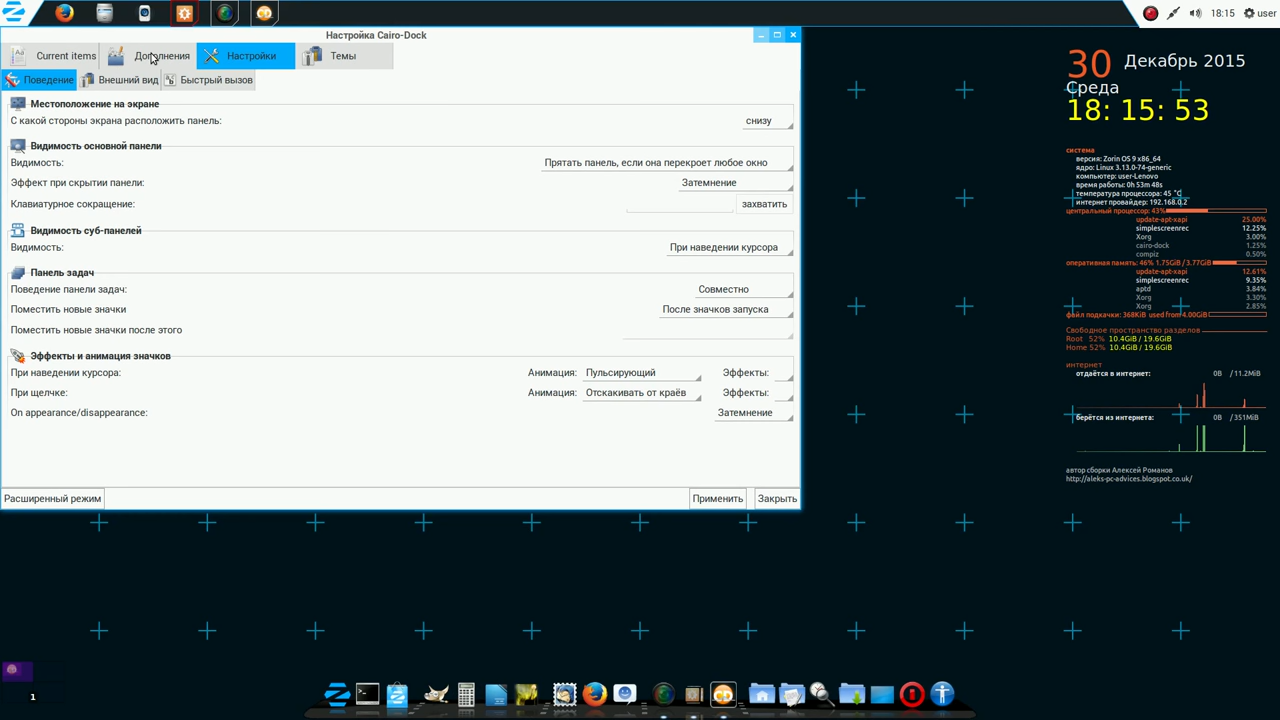 18:15
user
Настройка Cairo-Dock
Current items
Дополнения
Настройки
Темы
Поведение
Внешний вид
Быстрый вызов
Местоположение на экране
С какой стороны экрана расположить панель:
снизу
Видимость основной панели
Видимость:
Прятать панель, если она перекроет любое окно
Эффект при скрытии панели:
Затемнение
Клавиатурное сокращение:
захватить
Видимость суб-панелей
Видимость:
При наведении курсора
Панель задач
Поведение панели задач:
Совместно
Поместить новые значки
После значков запуска
Поместить новые значки после этого
Эффекты и анимация значков
При наведении курсора:
Анимация:
Пульсирующий
Эффекты:
При щелчке:
Анимация:
Отскакивать от краёв
Эффекты:
On appearance/disappearance:
Затемнение
Расширенный режим
Применить
Закрыть
30
Декабрь 2015
Среда
18: 15: 53
система
версия: Zorin OS 9 x86_64
ядро: Linux 3.13.0-74-generic
компьютер: user-Lenovo
время работы: 0h 53m 48s
температура процессора: 45 °C
интернет провайдер: 192.168.0.2
центральный процессор: 43%
update-apt-xapi 25.00%
simplescreenrec 12.25%
Xorg 3.00%
cairo-dock 1.25%
compiz 0.50%
оперативная память: 46% 1.75GiB / 3.77GiB
update-apt-xapi 12.61%
simplescreenrec 9.35%
aptd 3.84%
Xorg 3.30%
Xorg 2.85%
файл подкачки: 368KiB used from 4.00GiB
Свободное пространство разделов
Root 52% 10.4GiB / 19.6GiB
Home 52% 10.4GiB / 19.6GiB
интернет
отдаётся в интернет: 0B / 11.2MiB
берётся из интернета: 0B / 351MiB
автор сборки Алексей Романов
http://aleks-pc-advices.blogspot.co.uk/
1